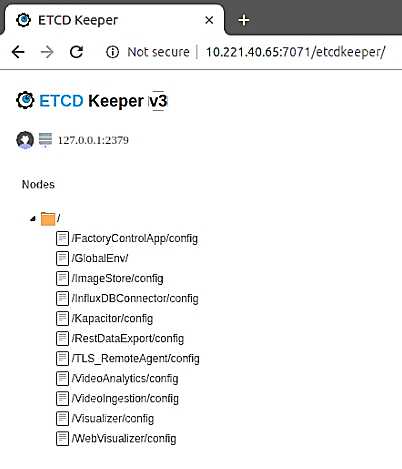 ETCD Keeper
Not secure 10.221.40.65:7071/etcdkeeper/
ETCD Keeper v3
127.0.0.1:2379
Nodes
/
/FactoryControlApp/config
/GlobalEnv/
/ImageStore/config
/InfluxDBConnector/config
/Kapacitor/config
/RestDataExport/config
/TLS_RemoteAgent/config
/VideoAnalytics/config
/VideoIngestion/config
/Visualizer/config
/WebVisualizer/config